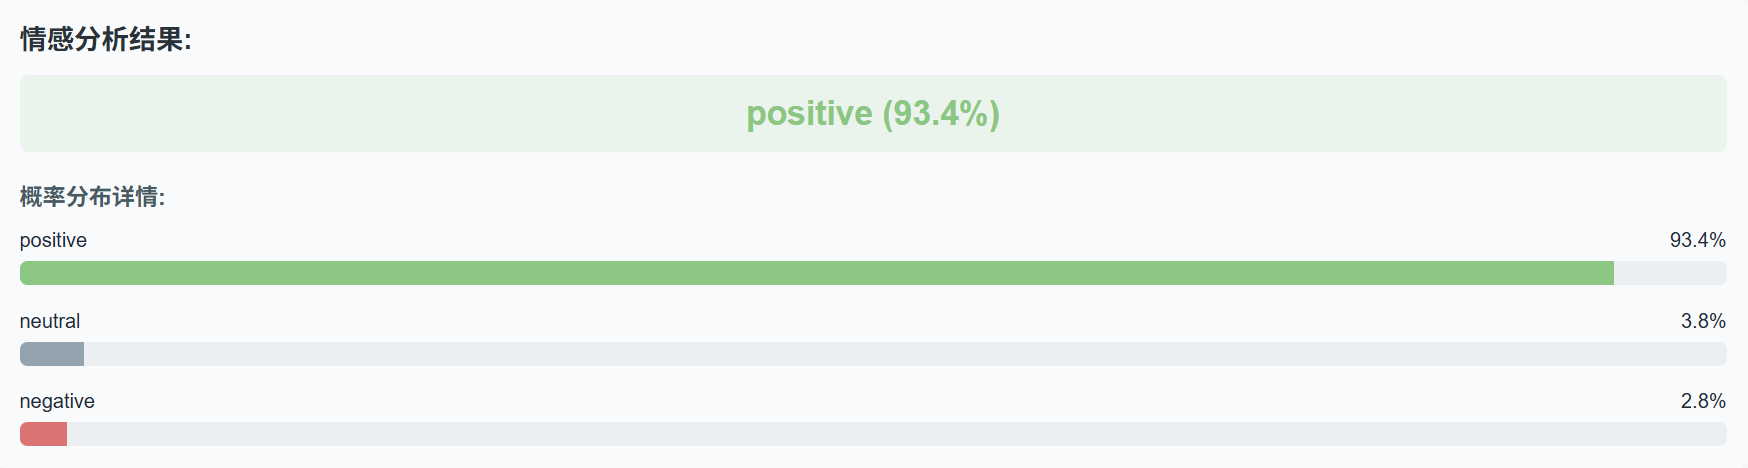 情感分析结果:
positive (93.4%)
概率分布详情:
positive 93.4%
neutral 3.8%
negative 2.8%